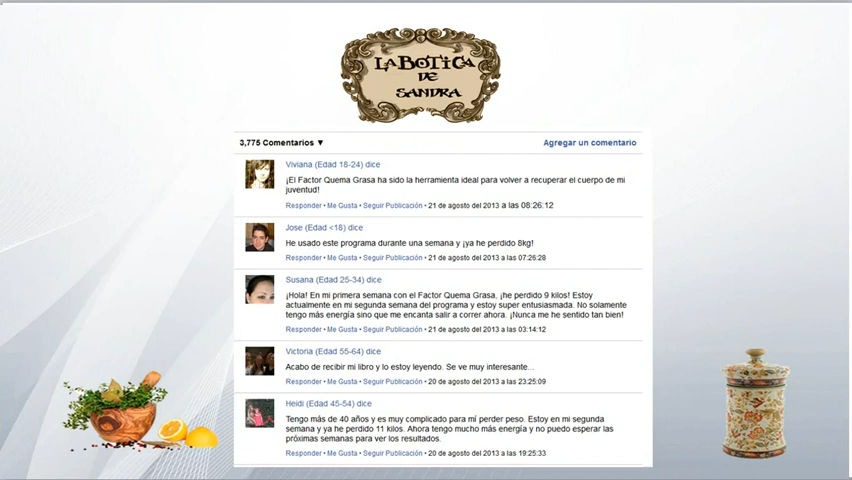 LA BOTICA
DE
SANDRA
3,775 Comentarios ▼ Agregar un comentario
Viviana (Edad 18-24) dice
¡El Factor Quema Grasa ha sido la herramienta ideal para volver a recuperar el cuerpo de mi
juventud!
Responder • Me Gusta • Seguir Publicación • 21 de agosto del 2013 a las 08:26:12
Jose (Edad <18) dice
He usado este programa durante una semana y ¡ya he perdido 8kg!
Responder • Me Gusta • Seguir Publicación • 21 de agosto del 2013 a las 07:26:28
Susana (Edad 25-34) dice
¡Hola! En mi primera semana con el Factor Quema Grasa, ¡he perdido 9 kilos! Estoy
actualmente en mi segunda semana del programa y estoy super entusiasmada. No solamente
tengo más energía sino que me encanta salir a correr ahora. ¡Nunca me he sentido tan bien!
Responder • Me Gusta • Seguir Publicación • 21 de agosto del 2013 a las 03:14:12
Victoria (Edad 55-64) dice
Acabo de recibir mi libro y lo estoy leyendo. Se ve muy interesante...
Responder • Me Gusta • Seguir Publicación • 20 de agosto del 2013 a las 23:25:09
Heidi (Edad 45-54) dice
Tengo más de 40 años y es muy complicado para mí perder peso. Estoy en mi segunda
semana y ya he perdido 11 kilos. Ahora tengo mucho más energía y no puedo esperar las
próximas semanas para ver los resultados.
Responder • Me Gusta • Seguir Publicación • 20 de agosto del 2013 a las 19:25:33